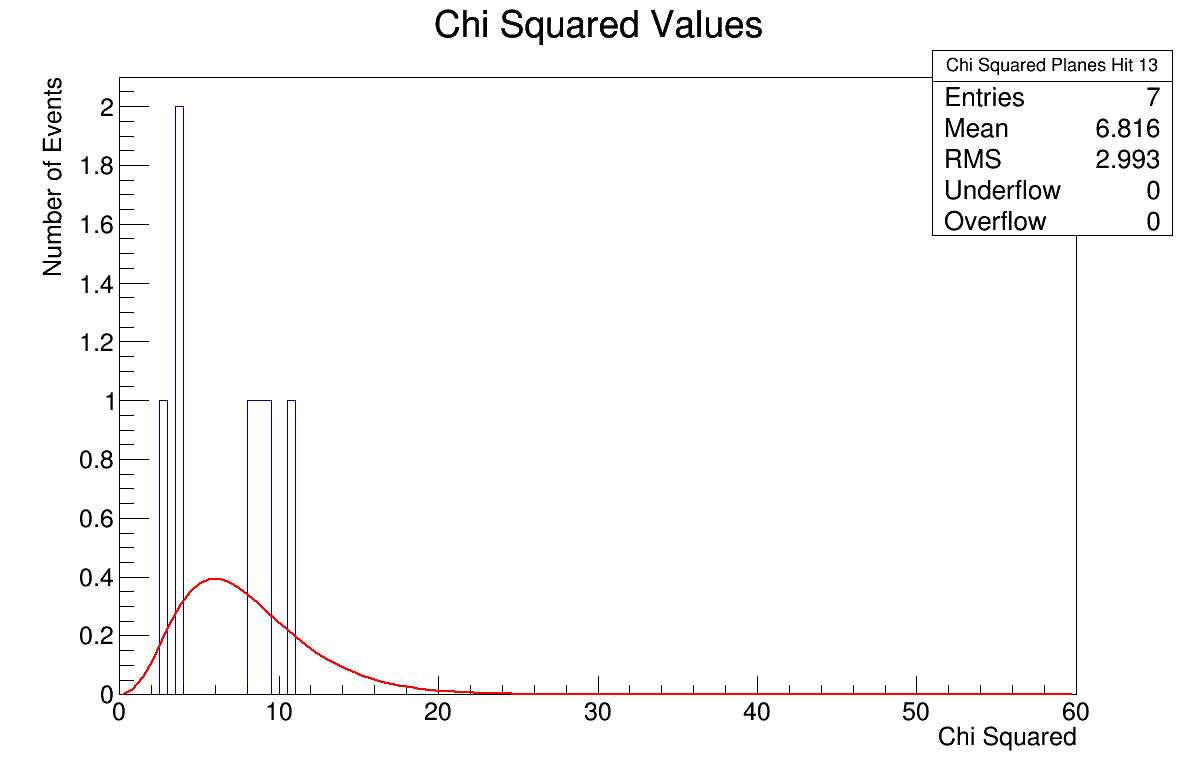 Chi Squared Values
Chi Squared Planes Hit 13
Entries 7
Mean 6.816
RMS 2.993
Underflow 0
Overflow 0
Number of Events
2
1.8
1.6
1.4
1.2
1
0.8
0.6
0.4
0.2
0
0 10 20 30 40 50 60
Chi Squared